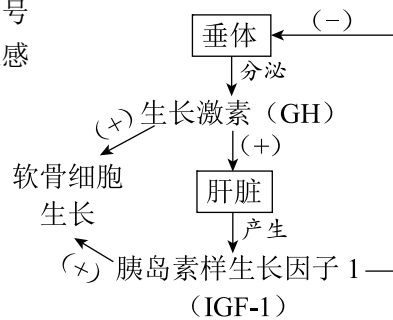 号
感
(－)
垂体
分泌
生长激素（GH）
(＋)
(＋)
软骨细胞
生长
肝脏
产生
(＋)
胰岛素样生长因子 1
（IGF-1）